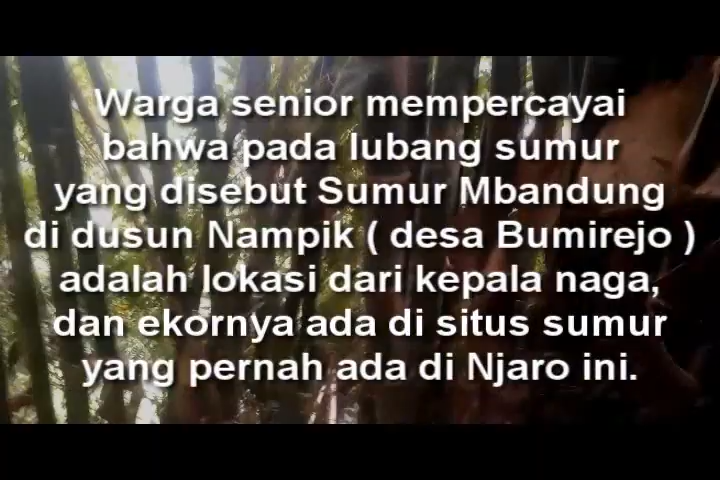 Warga senior mempercayai
bahwa pada lubang sumur
yang disebut Sumur Mbandung
di dusun Nampik ( desa Bumirejo )
adalah lokasi dari kepala naga,
dan ekornya ada di situs sumur
yang pernah ada di Njaro ini.